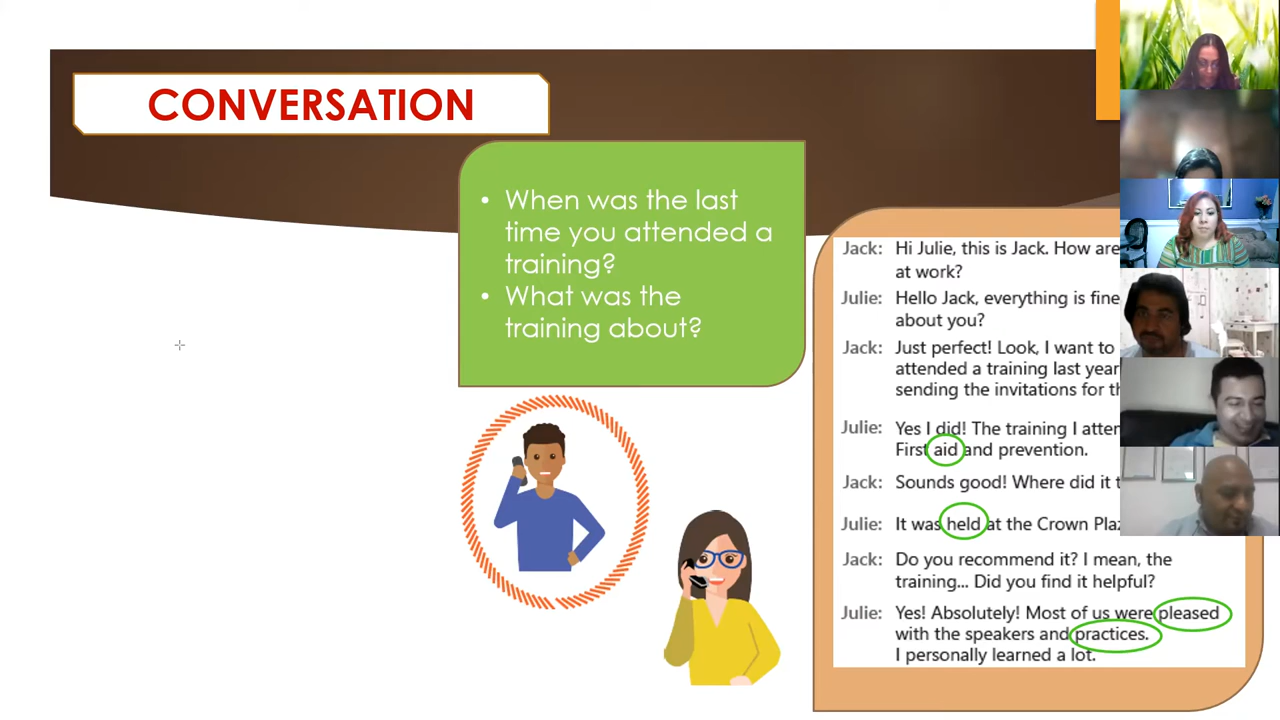 CONVERSATION
• When was the last
time you attended a
training?
• What was the
training about?
Jack: Hi Julie, this is Jack. How are
at work?
Julie: Hello Jack, everything is fine
about you?
Jack: Just perfect! Look, I want to
attended a training last year
sending the invitations for
Julie: Yes I did! The training I
First aid and prevention.
Jack: Sounds good! Where did it
Julie: It was held at the Crown
Jack: Do you recommend it? I mean, the
training... Did you find it helpful?
Julie: Yes! Absolutely! Most of us were pleased
with the speakers and practices.
I personally learned a lot.